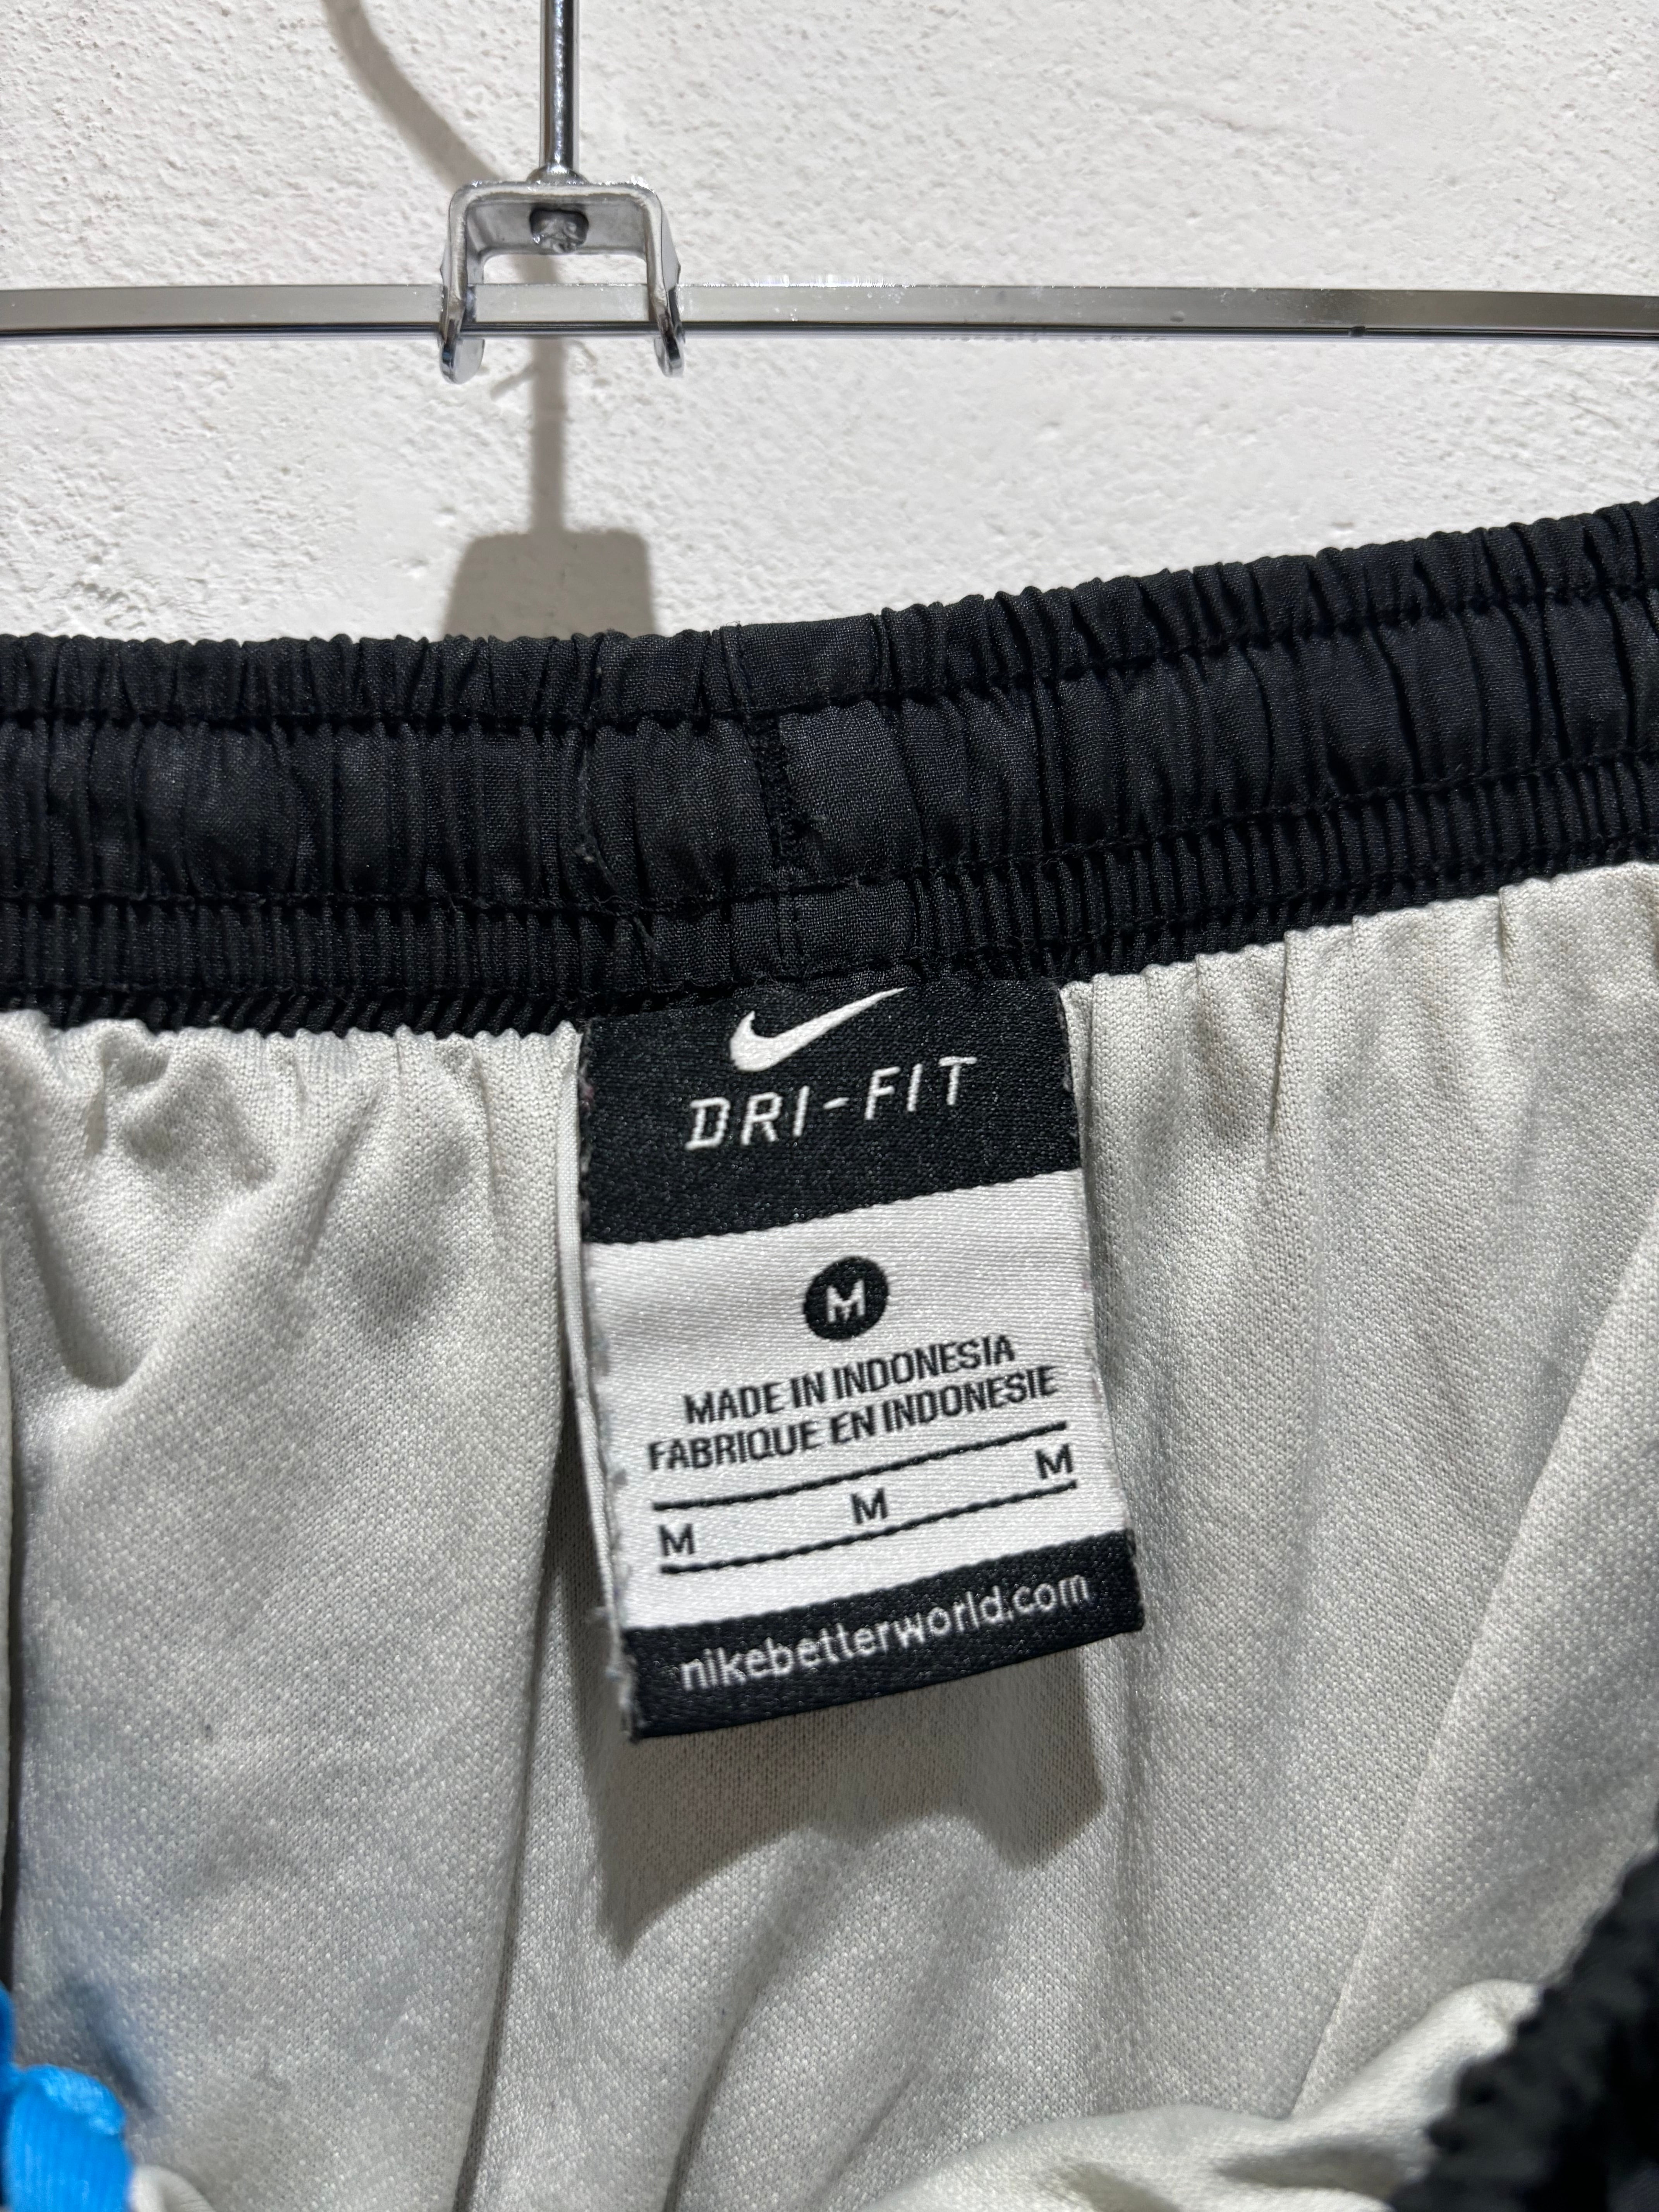 DRI-FIT
M
MADE IN INDONESIA
FABRIQUE EN INDONESIE
M M M
nikebetterworld.com